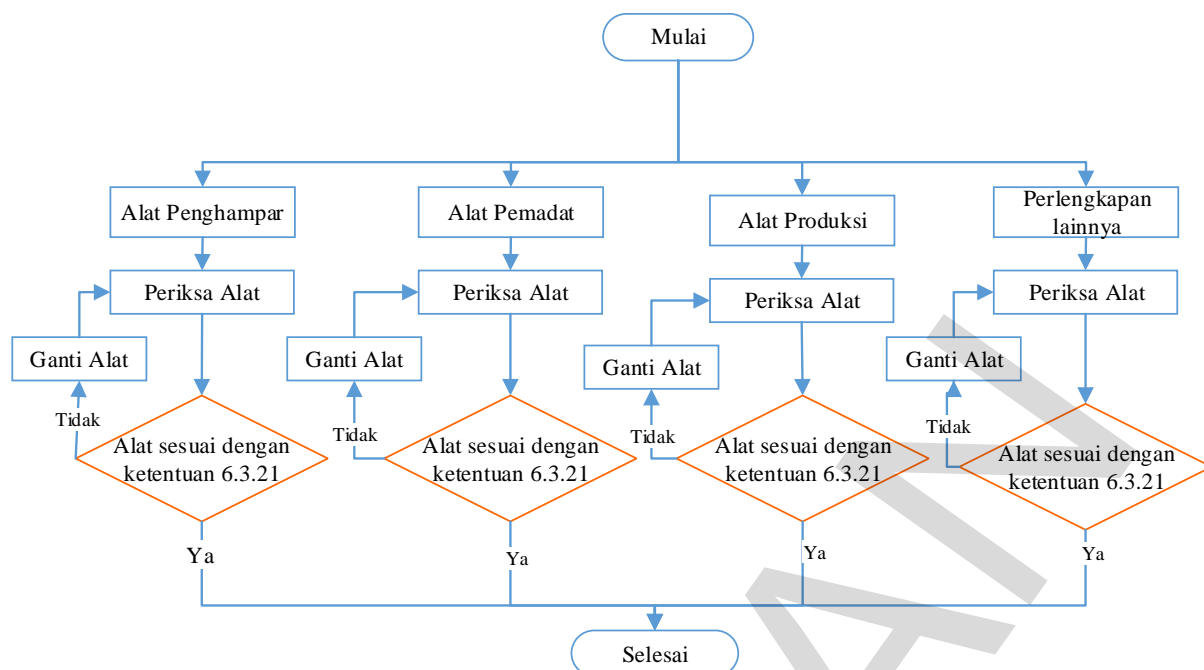 Mulai
Alat Penghampar
Alat Pemadat
Alat Produksi
Perlengkapan
lainnya
Periksa Alat
Periksa Alat
Periksa Alat
Periksa Alat
Ganti Alat
Ganti Alat
Ganti Alat
Ganti Alat
Tidak
Tidak
Tidak
Tidak
Alat sesuai dengan
ketentuan 6.3.21
Alat sesuai dengan
ketentuan 6.3.21
Alat sesuai dengan
ketentuan 6.3.21
Alat sesuai dengan
ketentuan 6.3.21
Ya
Ya
Ya
Ya
Selesai